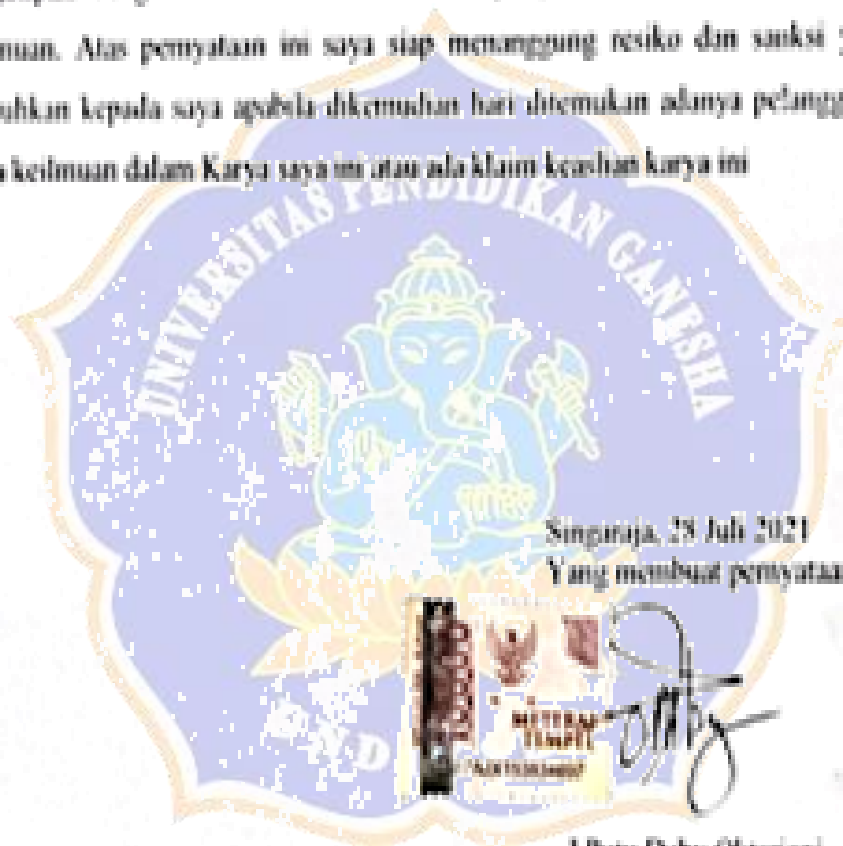 muan. Atas pernyataan ini saya siap menanggung resiko dan sanksi
uhkan kepada saya apabila dikemudian hari ditemukan adanya pelangg
keilmuan dalam Karya saya ini atau ada klaim keaslian karya ini
UNIVERSITAS PENDIDIKAN GANESHA
Singaraja, 28 Juli 2021
Yang membuat pernyataa
METERAI
TEMPEL